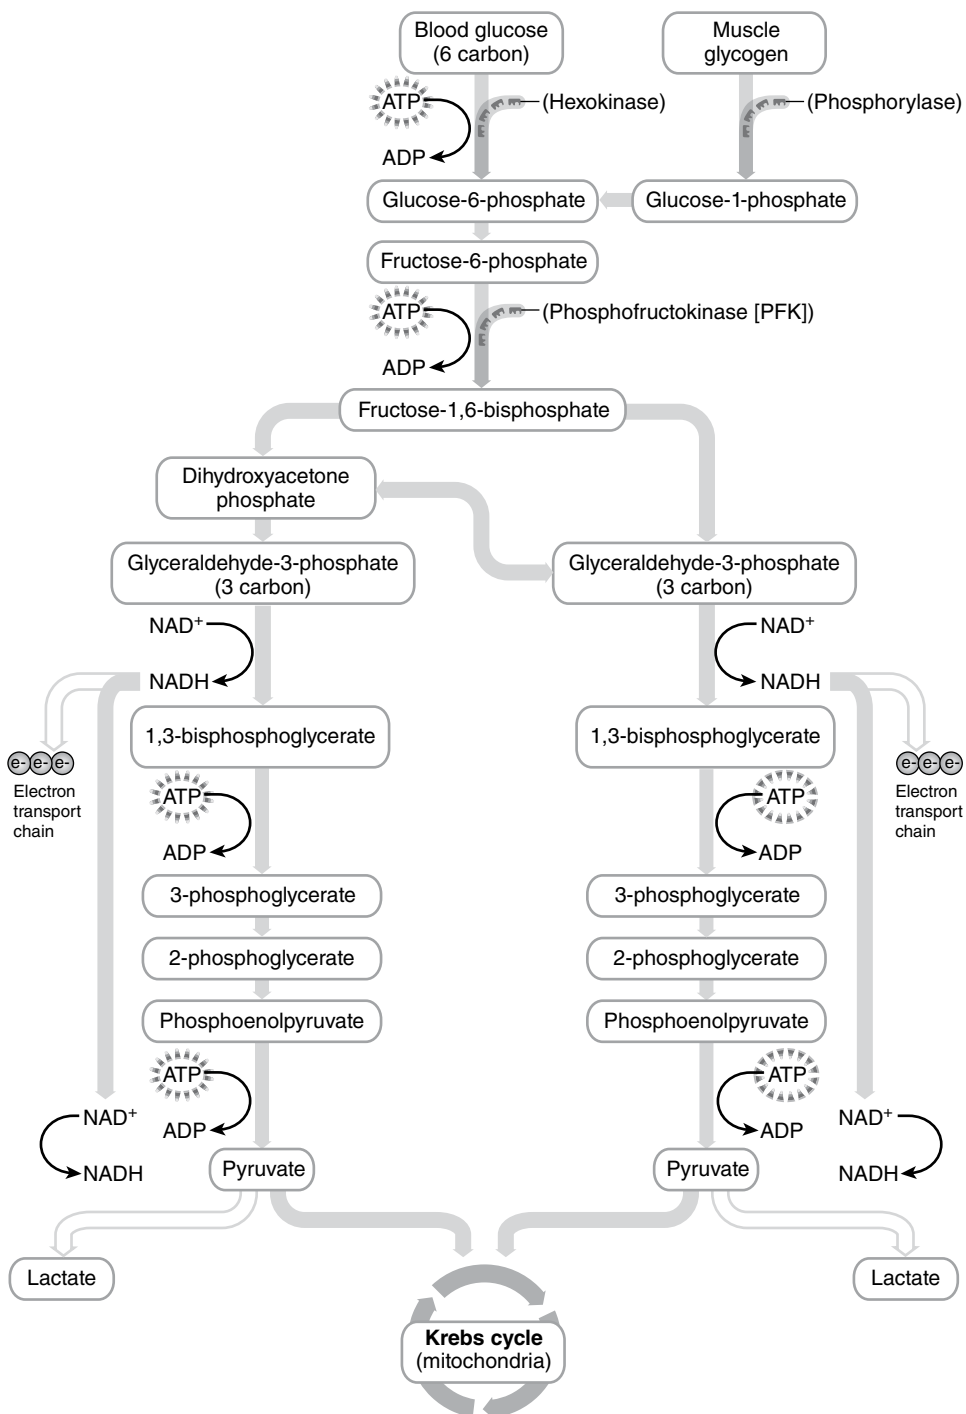 Blood glucose
(6 carbon)
Muscle
glycogen
ATP
(Hexokinase)
(Phosphorylase)
ADP
Glucose-6-phosphate
Glucose-1-phosphate
Fructose-6-phosphate
ATP
(Phosphofructokinase [PFK])
ADP
Fructose-1,6-bisphosphate
Dihydroxyacetone
phosphate
Glyceraldehyde-3-phosphate
(3 carbon)
Glyceraldehyde-3-phosphate
(3 carbon)
NAD+
NAD+
NADH
NADH
1,3-bisphosphoglycerate
1,3-bisphosphoglycerate
e- e- e-
e- e- e-
Electron
transport
chain
Electron
transport
chain
ATP
ATP
ADP
ADP
3-phosphoglycerate
3-phosphoglycerate
2-phosphoglycerate
2-phosphoglycerate
Phosphoenolpyruvate
Phosphoenolpyruvate
ATP
ATP
NAD+
ADP
ADP
NAD+
NADH
Pyruvate
Pyruvate
NADH
Lactate
Lactate
Krebs cycle
(mitochondria)